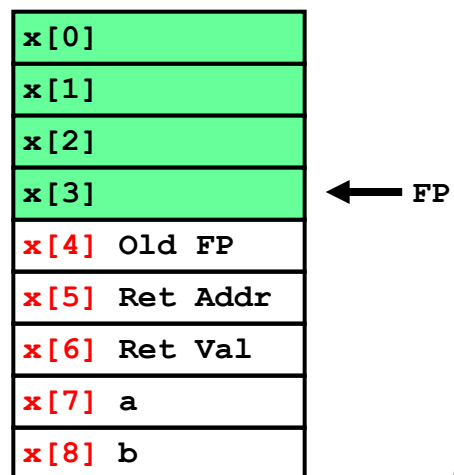 x[0]
x[1]
x[2]
x[3]
FP
x[4] Old FP
x[5] Ret Addr
x[6] Ret Val
x[7] a
x[8] b